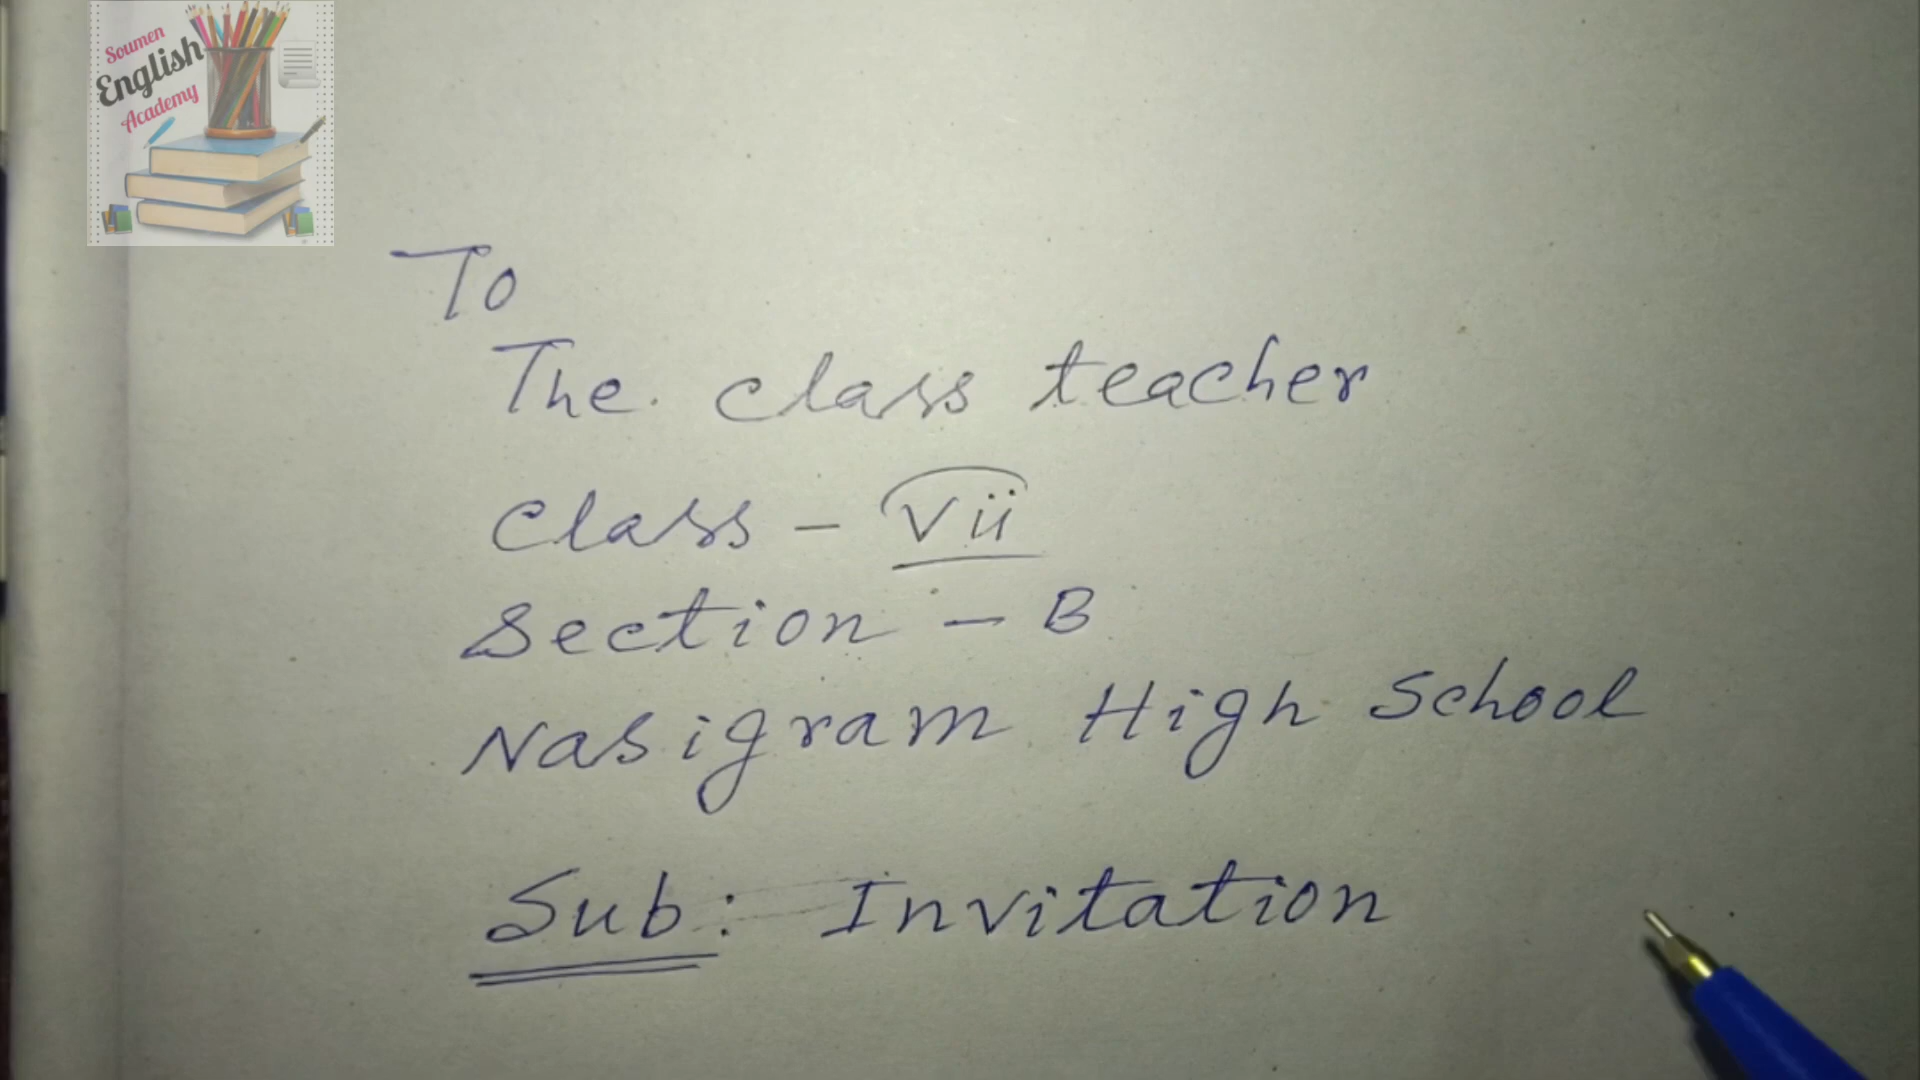 Soumen
English
Academy
To
The class teacher
Class - Vii
Section - B
Nasigram High School
Sub: Invitation